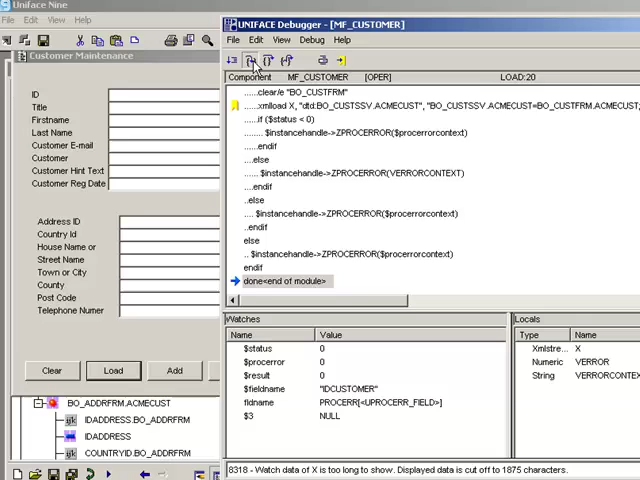 Uniface Nine
File Edit View Help
Customer Maintenance
ID
Title
Firstname
Last Name
Customer E-mail
Customer
Customer Hint Text
Customer Reg Date
Address ID
Country Id
House Name or
Street Name
Town or City
County
Post Code
Telephone Numer
Clear Load Add
BO_ADDRFRM.ACMECUST
IDADDRESS.BO_ADDRFRM
IDADDRESS
COUNTRYID.BO_ADDRFRM
UNIFACE Debugger - [MF_CUSTOMER]
File Edit View Debug Help
Component MF_CUSTOMER [OPER] LOAD:20
......clear/e "BO_CUSTFRM"
......xmlload X, "dtd:BO_CUSTSSV.ACMECUST", "BO_CUSTSSV.ACMECUST=BO_CUSTFRM.ACMECUST;
......if ($status < 0)
........ $instancehandle->ZPROCERROR($procerrorcontext)
......endif
....else
...... $instancehandle->ZPROCERROR(VERRORCONTEXT)
....endif
..else
.... $instancehandle->ZPROCERROR($procerrorcontext)
..endif
else
.. $instancehandle->ZPROCERROR($procerrorcontext)
endif
done<end of module>
Watches
Name Value
$status 0
$procerror 0
$result 0
$fieldname "IDCUSTOMER"
fldname PROCERR[<UPROCERR_FIELD>]
$3 NULL
Locals
Type Name
Xmlstre... X
Numeric VERROR
String VERRORCONTEX
8318 - Watch data of X is too long to show. Displayed data is cut off to 1875 characters.